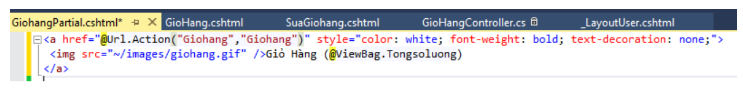 GiohangPartial.cshtml* GioHang.cshtml SuaGiohang.cshtml GioHangController.cs _LayoutUser.cshtml
<a href="@Url.Action("Giohang","Giohang")" style="color: white; font-weight: bold; text-decoration: none;">
<img src="~/images/giohang.gif" />Giỏ Hàng (@ViewBag.Tongsoluong)
</a>